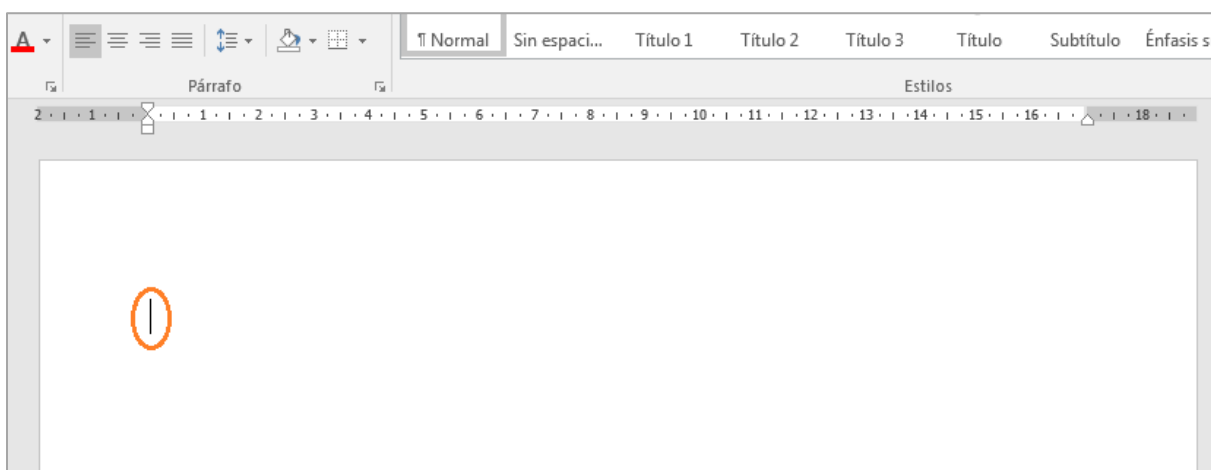 A
¶ Normal Sin espaci... Título 1 Título 2 Título 3 Título Subtítulo Énfasis s
Párrafo Estilos
2 1 1 2 3 4 5 6 7 8 9 10 11 12 13 14 15 16 18